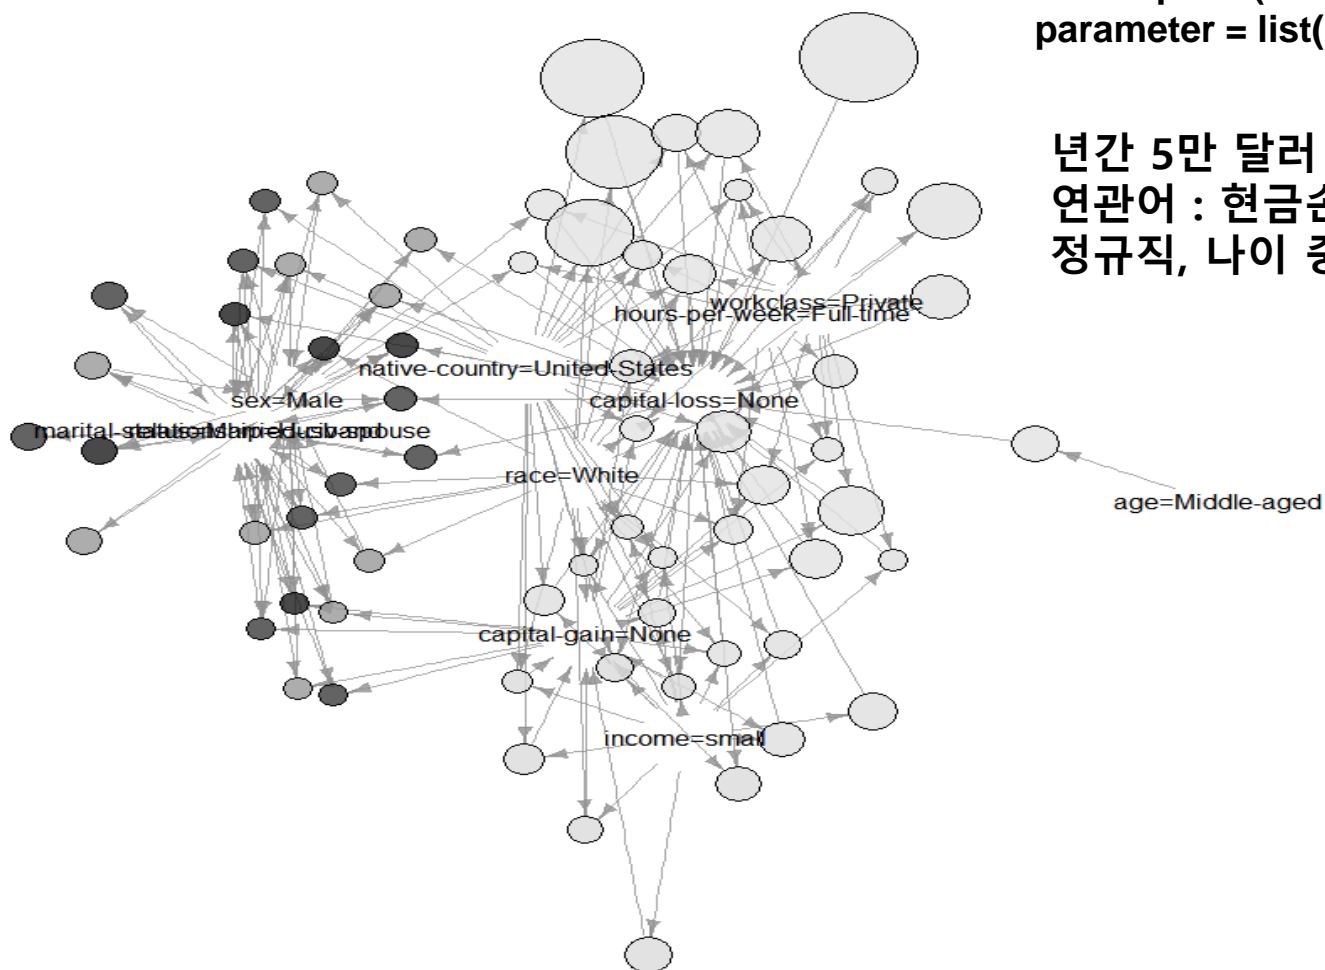 parameter = list(
년간 5만 달러
연관어 : 현금손
정규직, 나이 중
workclass=Private
hours-per-week=Full-time
native-country=United-States
sex=Male
capital-loss=None
race=White
age=Middle-aged
capital-gain=None
income=small